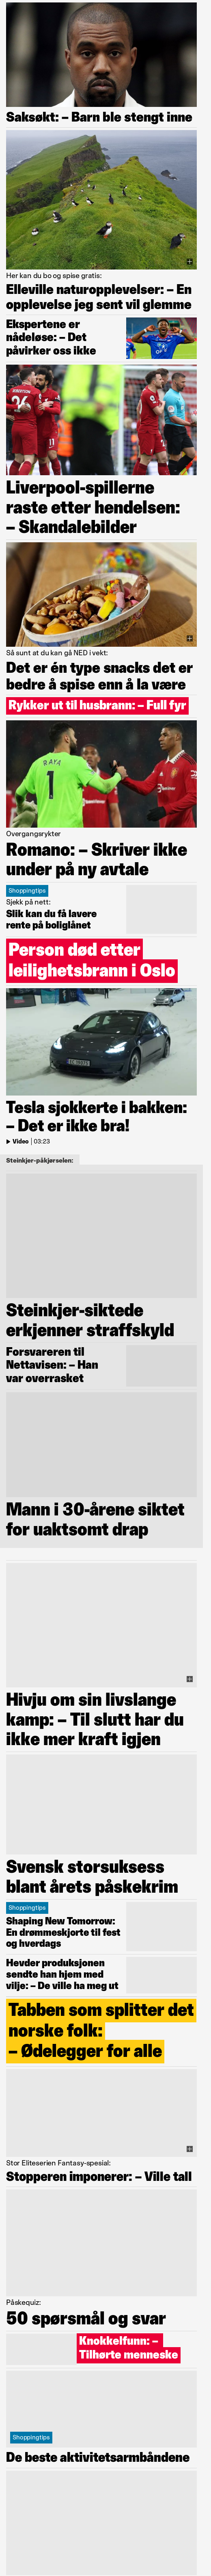 Saksøkt: – Barn ble stengt inne
Her kan du bo og spise gratis:
Elleville naturopplevelser: – En
opplevelse jeg sent vil glemme
Ekspertene er
nådeløse: – Det
påvirker oss ikke
ROBERTSON
26
Liverpool-spillerne
raste etter hendelsen:
– Skandalebilder
Så sunt at du kan gå NED i vekt:
Det er én type snacks det er
bedre å spise enn å la være
Rykker ut til husbrann: – Full fyr
RAYA
Overgangsrykter
Romano: – Skriver ikke
under på ny avtale
Shoppingtips
Sjekk på nett:
Slik kan du få lavere
rente på boliglånet
Person død etter
leilighetsbrann i Oslo
Tesla sjokkerte i bakken:
– Det er ikke bra!
Video | 03:23
Steinkjer-påkjørselen:
Steinkjer-siktede
erkjenner straffskyld
Forsvareren til
Nettavisen: – Han
var overrasket
Mann i 30-årene siktet
for uaktsomt drap
Hivju om sin livslange
kamp: – Til slutt har du
ikke mer kraft igjen
Svensk storsuksess
blant årets påskekrim
Shoppingtips
Shaping New Tomorrow:
En drømmeskjorte til fest
og hverdags
Hevder produksjonen
sendte han hjem med
vilje: – De ville ha meg ut
Tabben som splitter det
norske folk:
– Ødelegger for alle
Stor Eliteserien Fantasy-spesial:
Stopperen imponerer: – Ville tall
Påskequiz:
50 spørsmål og svar
Knokkelfunn: –
Tilhørte menneske
Shoppingtips
De beste aktivitetsarmbåndene